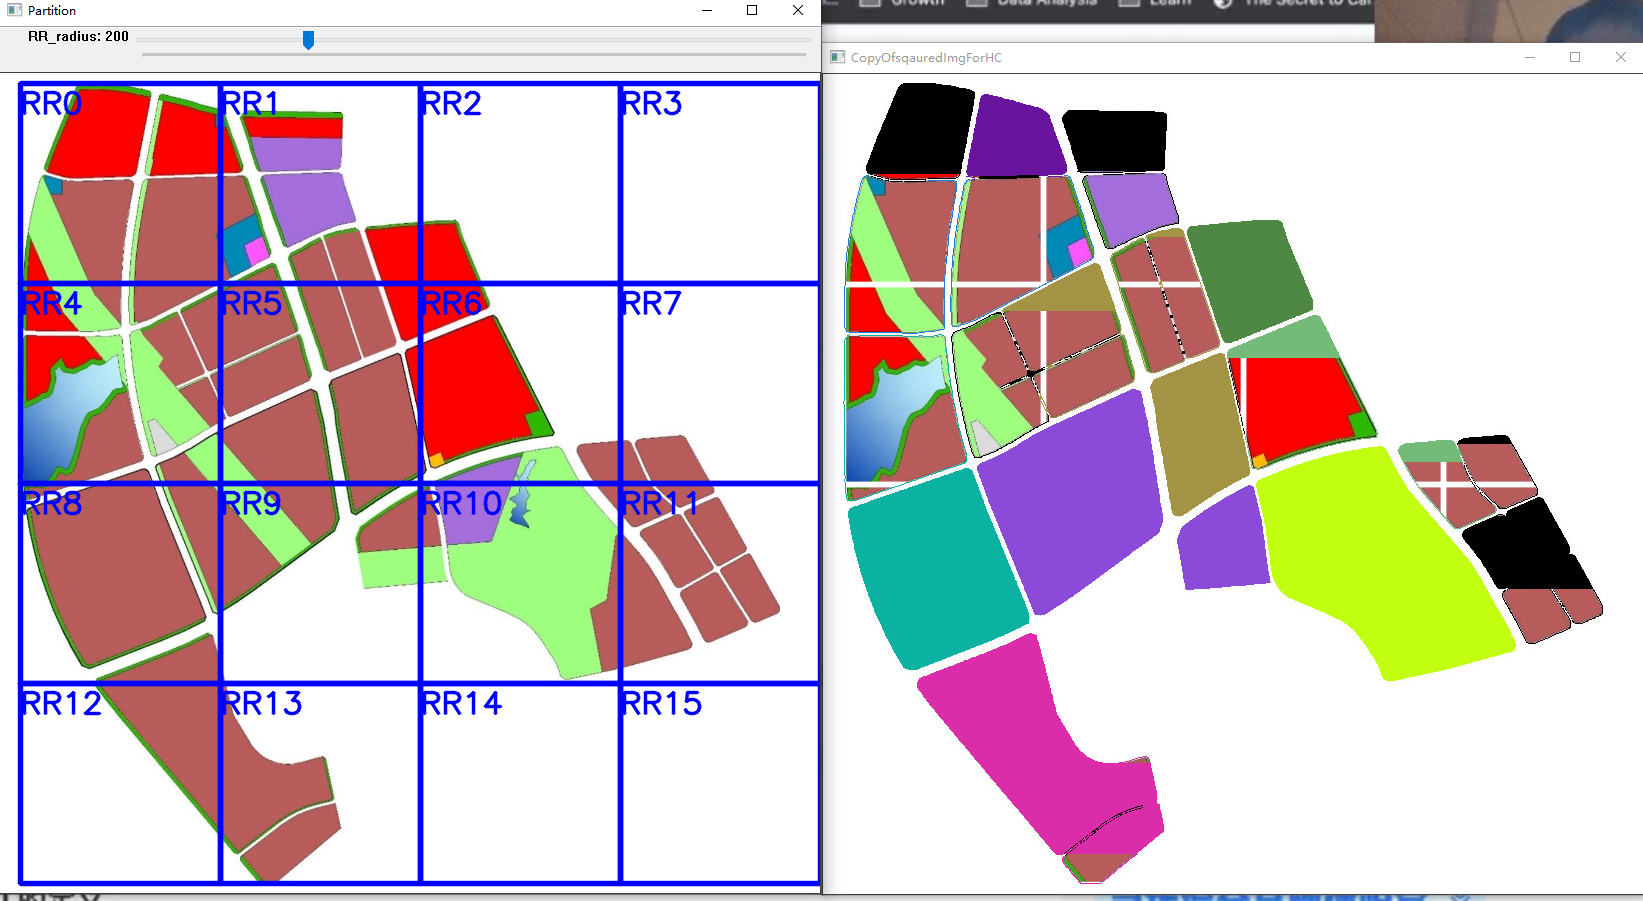 Partition
RR_radius: 200
RR0
RR1
RR2
RR3
RR4
RR5
RR6
RR7
RR8
RR9
RR10
RR11
RR12
RR13
RR14
RR15
Growth
Data Analysis
Learn
The Secret to Car
CopyOfsqauredImgForHC